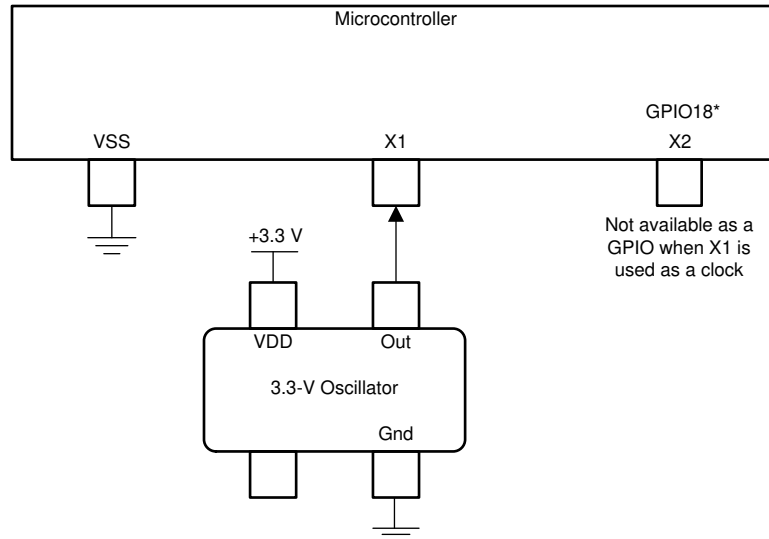 Microcontroller
GPIO18*
VSS
X1
X2
Not available as a
GPIO when X1 is
used as a clock
+3.3 V
VDD
Out
3.3-V Oscillator
Gnd